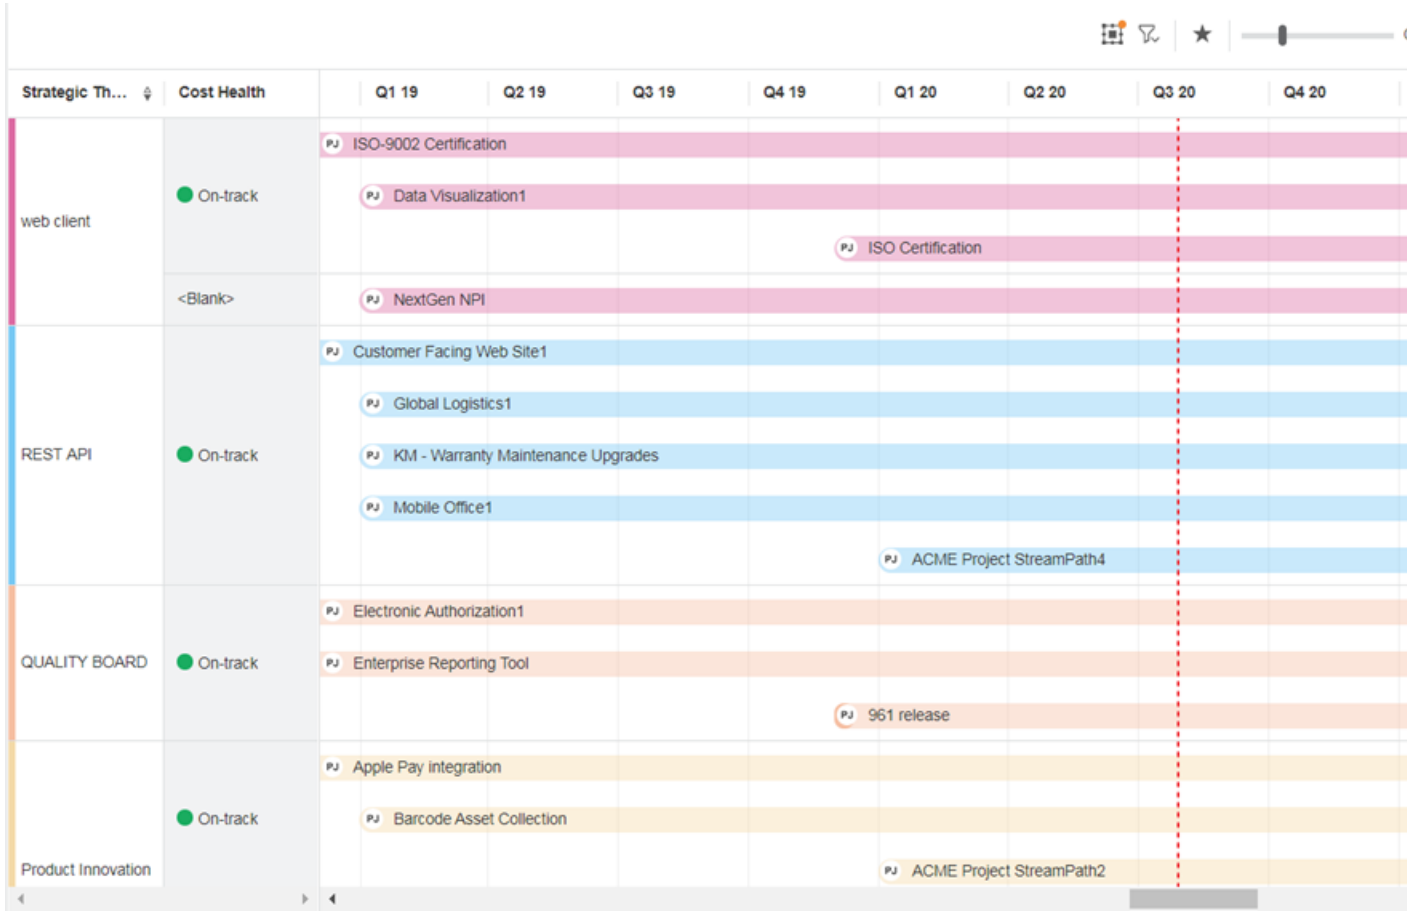 Strategic Th... Cost Health Q1 19 Q2 19 Q3 19 Q4 19 Q1 20 Q2 20 Q3 20 Q4 20
PJ ISO-9002 Certification
On-track PJ Data Visualization1
web client
PJ ISO Certification
<Blank> PJ NextGen NPI
PJ Customer Facing Web Site1
PJ Global Logistics1
REST API On-track PJ KM - Warranty Maintenance Upgrades
PJ Mobile Office1
PJ ACME Project StreamPath4
PJ Electronic Authorization1
QUALITY BOARD On-track PJ Enterprise Reporting Tool
PJ 961 release
PJ Apple Pay integration
On-track PJ Barcode Asset Collection
Product Innovation PJ ACME Project StreamPath2